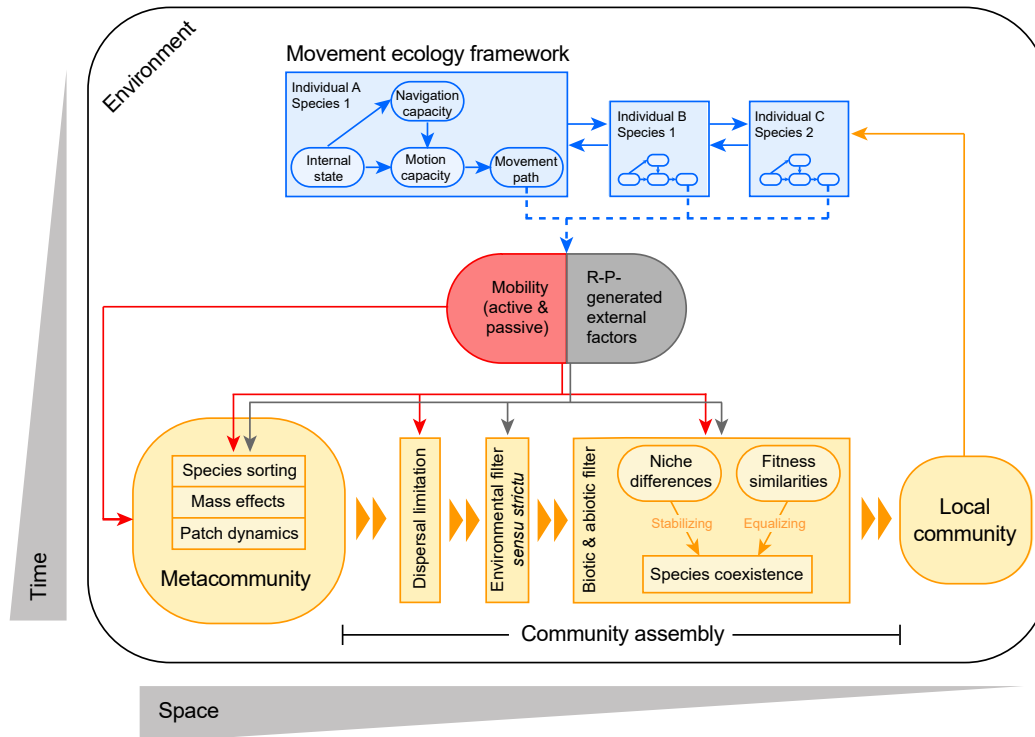 Environment
Movement ecology framework
Individual A
Species 1
Navigation
capacity
Internal
state
Motion
capacity
Movement
path
Individual B
Species 1
Individual C
Species 2
Mobility
(active &
passive)
R-P-
generated
external
factors
Species sorting
Mass effects
Patch dynamics
Metacommunity
Dispersal limitation
Environmental filter
sensu strictu
Biotic & abiotic filter
Niche
differences
Fitness
similarities
Stabilizing
Equalizing
Species coexistence
Local
community
Community assembly
Time
Space